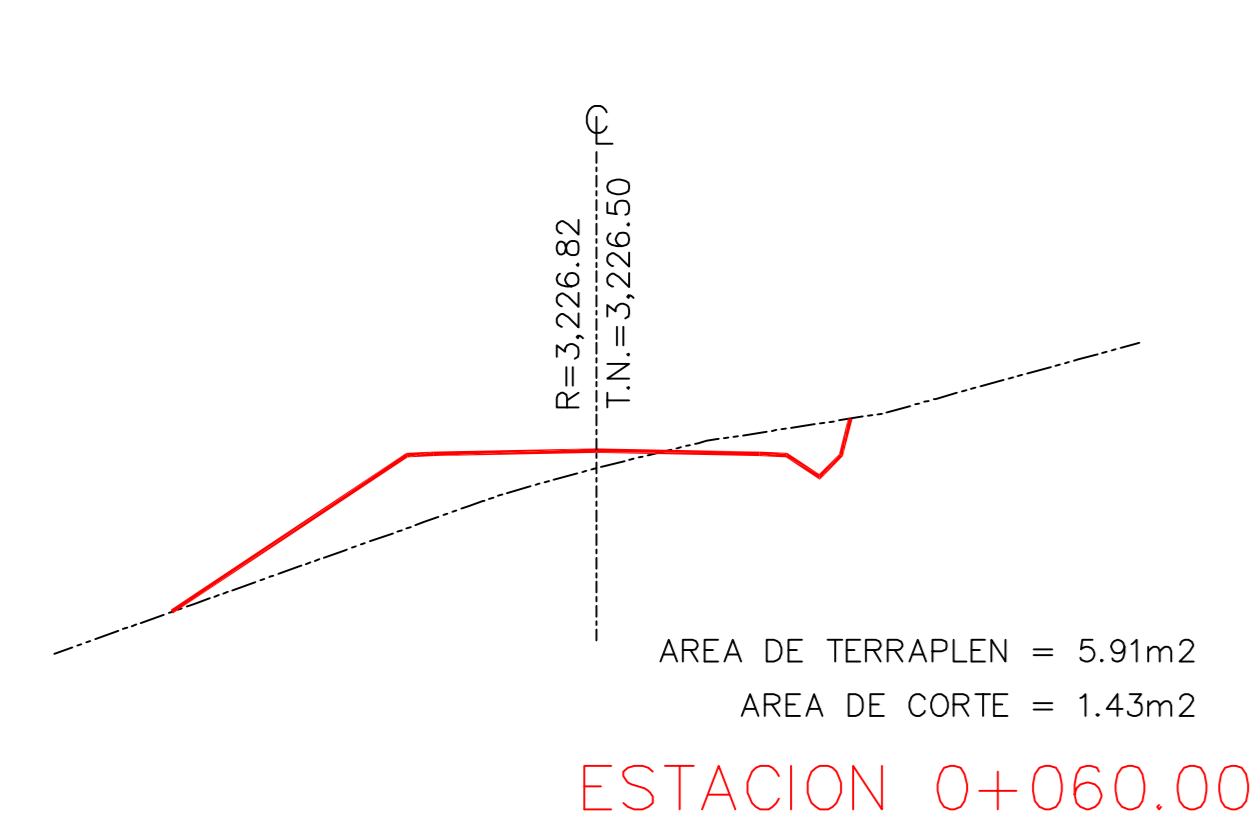 CL
R=3,226.82
T.N.=3,226.50
AREA DE TERRAPLEN = 5.91m2
AREA DE CORTE = 1.43m2
ESTACION 0+060.00